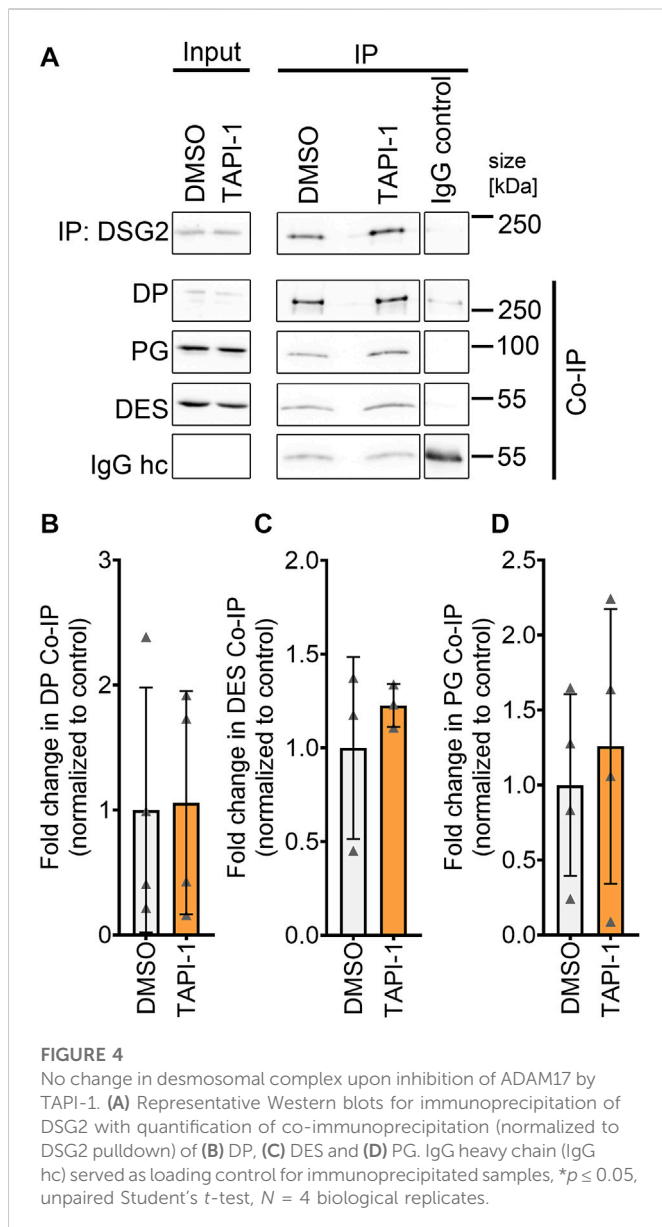 A
Input
IP
DMSO
TAPI-1
DMSO
TAPI-1
IgG control
size
[kDa]
IP: DSG2
250
DP
250
PG
100
DES
55
IgG hc
55
Co-IP
B
Fold change in DP Co-IP
(normalized to control)
3
2
1
0
DMSO
TAPI-1
C
Fold change in DES Co-IP
(normalized to control)
2.0
1.5
1.0
0.5
0.0
DMSO
TAPI-1
D
Fold change in PG Co-IP
(normalized to control)
2.5
2.0
1.5
1.0
0.5
0.0
DMSO
TAPI-1
FIGURE 4
No change in desmosomal complex upon inhibition of ADAM17 by
TAPI-1. (A) Representative Western blots for immunoprecipitation of
DSG2 with quantification of co-immunoprecipitation (normalized to
DSG2 pulldown) of (B) DP, (C) DES and (D) PG. IgG heavy chain (IgG
hc) served as loading control for immunoprecipitated samples, *p ≤ 0.05,
unpaired Student's t-test, N = 4 biological replicates.